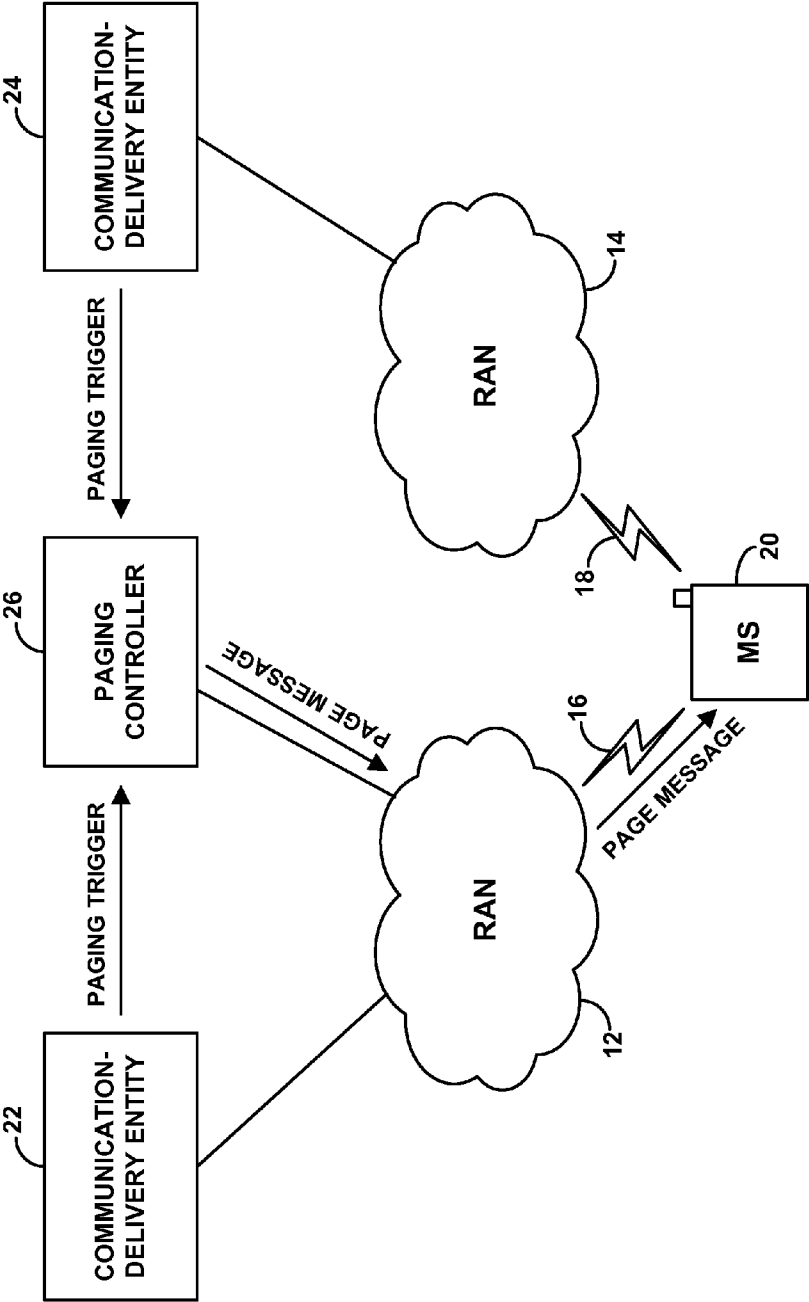 22
COMMUNICATION-
DELIVERY ENTITY
PAGING TRIGGER
26
PAGING
CONTROLLER
PAGING TRIGGER
24
COMMUNICATION-
DELIVERY ENTITY
PAGE MESSAGE
RAN
12
RAN
14
16
PAGE MESSAGE
18
MS
20